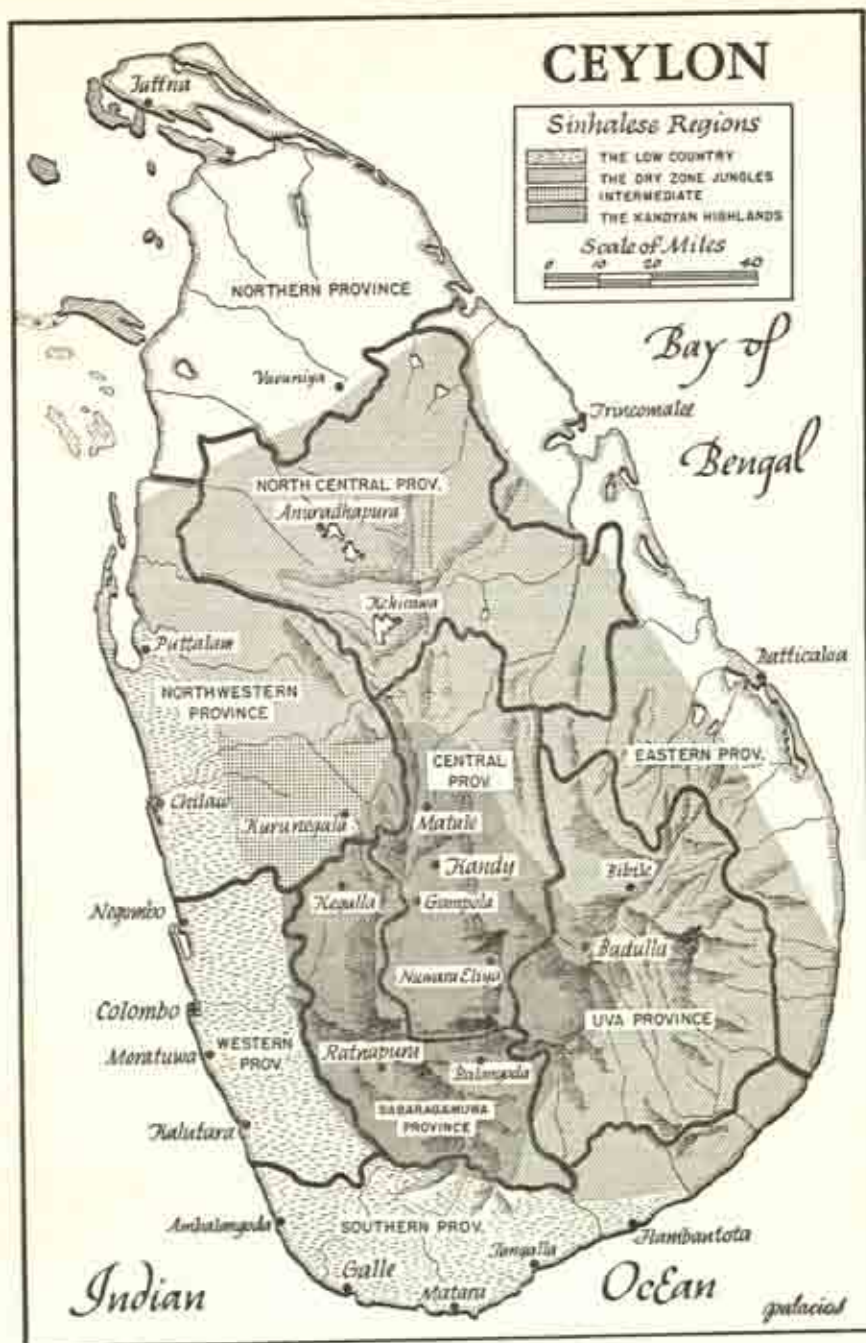 CEYLON
Sinhalese Regions
THE LOW COUNTRY
THE DRY ZONE JUNGLES
INTERMEDIATE
THE KANDYAN HIGHLANDS
Scale of Miles
0 10 20 40
Jaffna
NORTHERN PROVINCE
Bay of
Bengal
Vavuniya
Trincomalee
NORTH CENTRAL PROV.
Anuradhapura
Kekirawa
Puttalam
Batticaloa
NORTHWESTERN
PROVINCE
EASTERN PROV.
CENTRAL
PROV.
Chilaw
Kurunegala
Matale
Kandy
Bibile
Kegalla
Gampola
Negombo
Badulla
Nuwara Eliya
Colombo
UVA PROVINCE
WESTERN
PROV.
Moratuwa
Ratnapura
Balangoda
SABARAGAMUWA
PROVINCE
Kalutara
Ambalangoda
SOUTHERN PROV.
Hambantota
Tangalla
Galle
Matara
Indian
OcEan
palacios